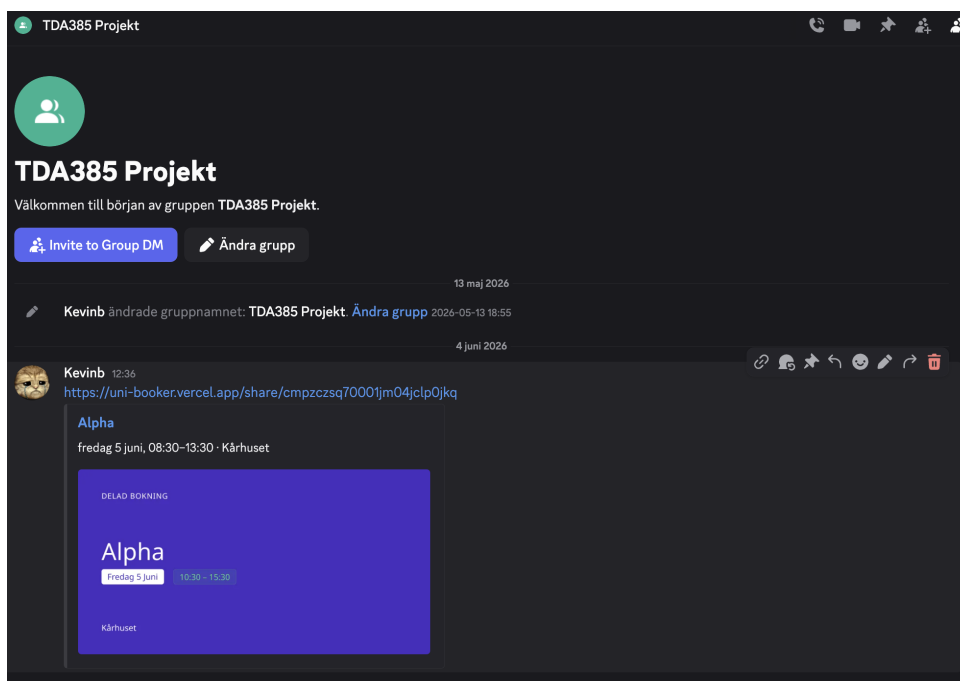 TDA385 Projekt
TDA385 Projekt
Välkommen till början av gruppen TDA385 Projekt.
Invite to Group DM
Ändra grupp
13 maj 2026
Kevinb ändrade gruppnamnet: TDA385 Projekt. Ändra grupp 2026-05-13 18:55
4 juni 2026
Kevinb 12:36
https://uni-booker.vercel.app/share/cmpzczsq70001jm04jclp0jkq
Alpha
fredag 5 juni, 08:30–13:30 · Kårhuset
DELAD BOKNING
Alpha
Fredag 5 Juni
10:30 - 15:30
Kårhuset